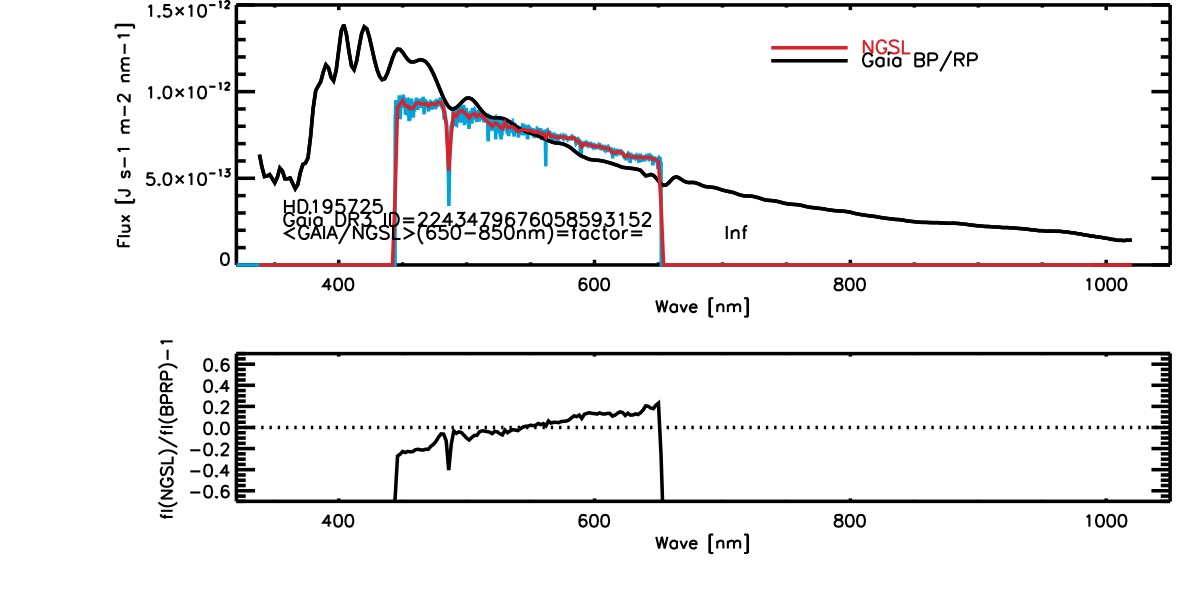 1.5×10−12
1.0×10−12
5.0×10−13
0
Flux [J s−1 m−2 nm−1]
NGSL
Gaia BP/RP
HD195725
Gaia DR3 ID=2243479676058593152
<GAIA/NGSL>(650−850nm)=factor= Inf
400 600 800 1000
Wave [nm]
fl(NGSL)/fl(BPRP)−1
0.6
0.4
0.2
0.0
−0.2
−0.4
−0.6
400 600 800 1000
Wave [nm]